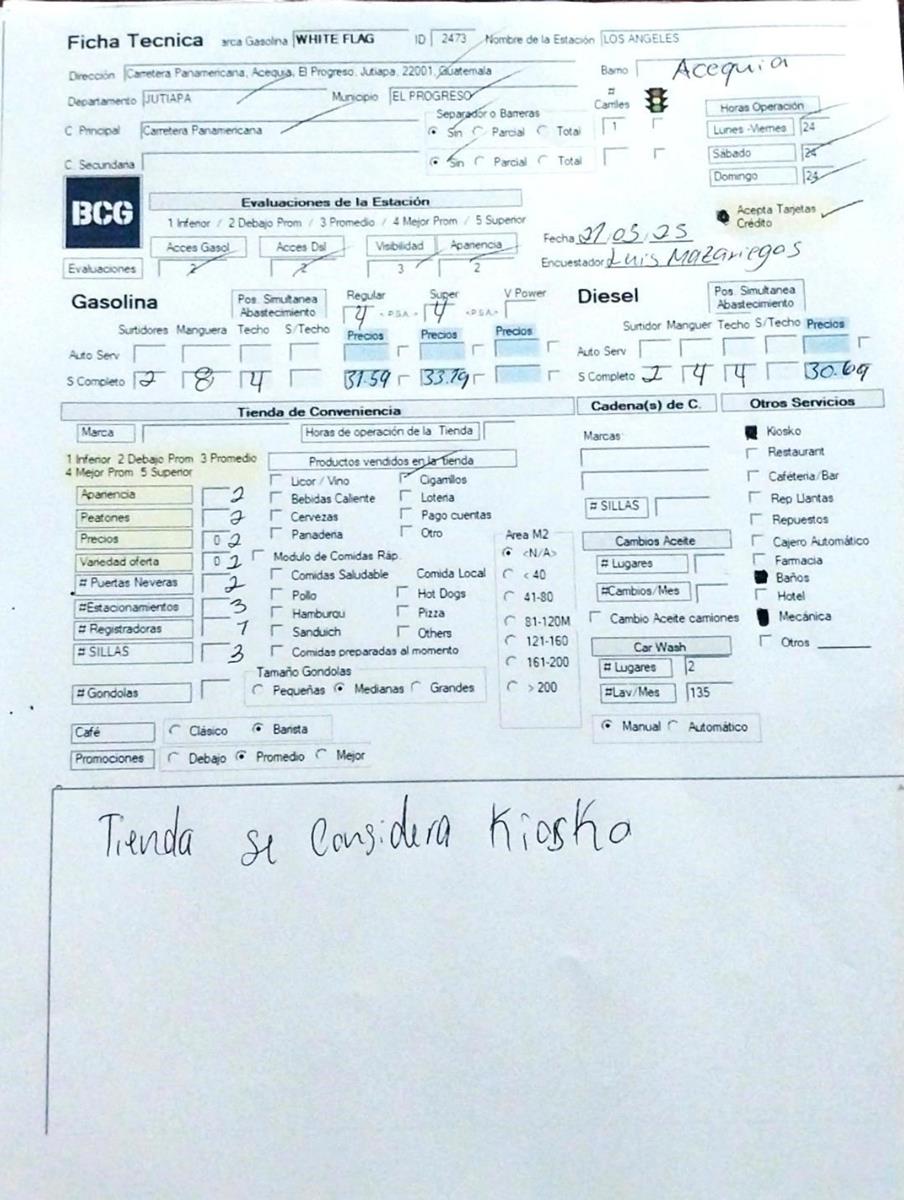 Ficha Tecnica arca Gasolina WHITE FLAG ID 2473 Nombre de la Estación LOS ANGELES
Dirección Carretera Panamericana, Acequia, El Progreso, Jutiapa, 22001, Guatemala Barrio Acequia
Departamento JUTIAPA Municipio EL PROGRESO # Carriles Horas Operación
Separador o Barreras
C Principal Carretera Panamericana Sin Parcial Total 1 Lunes -Viernes 24
C. Secundaria Sin Parcial Total Sábado 24
Domingo 24
BCG Evaluaciones de la Estación
1 Inferior / 2 Debajo Prom / 3 Promedio / 4 Mejor Prom / 5 Superior Acepta Tarjetas Crédito
Acces Gasol Acces Dsl Visibilidad Apariencia Fecha 21.05.25
Evaluaciones 2 2 3 2 Encuestador Luis Mazariegos
Gasolina Pos. Simultanea Abastecimiento Regular Super V Power Diesel Pos. Simultanea Abastecimiento
4 < P.S.A.> 4 <P.S.A.>
Surtidores Manguera Techo S/Techo Precios Precios Precios Surtidor Manguer Techo S/Techo Precios
Auto Serv Auto Serv
S Completo 2 8 4 31.59 33.79 S Completo 2 4 4 30.69
Tienda de Conveniencia Cadena(s) de C. Otros Servicios
Marca Horas de operación de la Tienda Marcas: Kiosko
1 Inferior 2 Debajo Prom 3 Promedio Productos vendidos en la tienda Restaurant
4 Mejor Prom 5 Superior Licor / Vino Cigarrillos Caféteria/Bar
Apariencia 2 Bebidas Caliente Loteria Rep Llantas
Peatones 2 Cervezas Pago cuentas # SILLAS Repuestos
Precios 0 2 Panaderia Otro Area M2 Cambios Aceite Cajero Automático
Variedad oferta 0 2 Modulo de Comidas Ráp. <N/A> # Lugares Farmacia
# Puertas Neveras 2 Comidas Saludable Comida Local < 40 Baños
#Estacionamientos 3 Pollo Hot Dogs 41-80 #Cambios/Mes Hotel
# Registradoras 1 Hamburqu Pizza 81-120M Cambio Aceite camiones Mecánica
# SILLAS 3 Sanduich Others 121-160 Car Wash Otros
Comidas preparadas al momento 161-200 # Lugares 2
Tamaño Gondolas
# Gondolas Pequeñas Medianas Grandes > 200 #Lav/Mes 135
Café Clásico Barista Manual Automático
Promociones Debajo Promedio Mejor
Tienda se Considera Kiosko